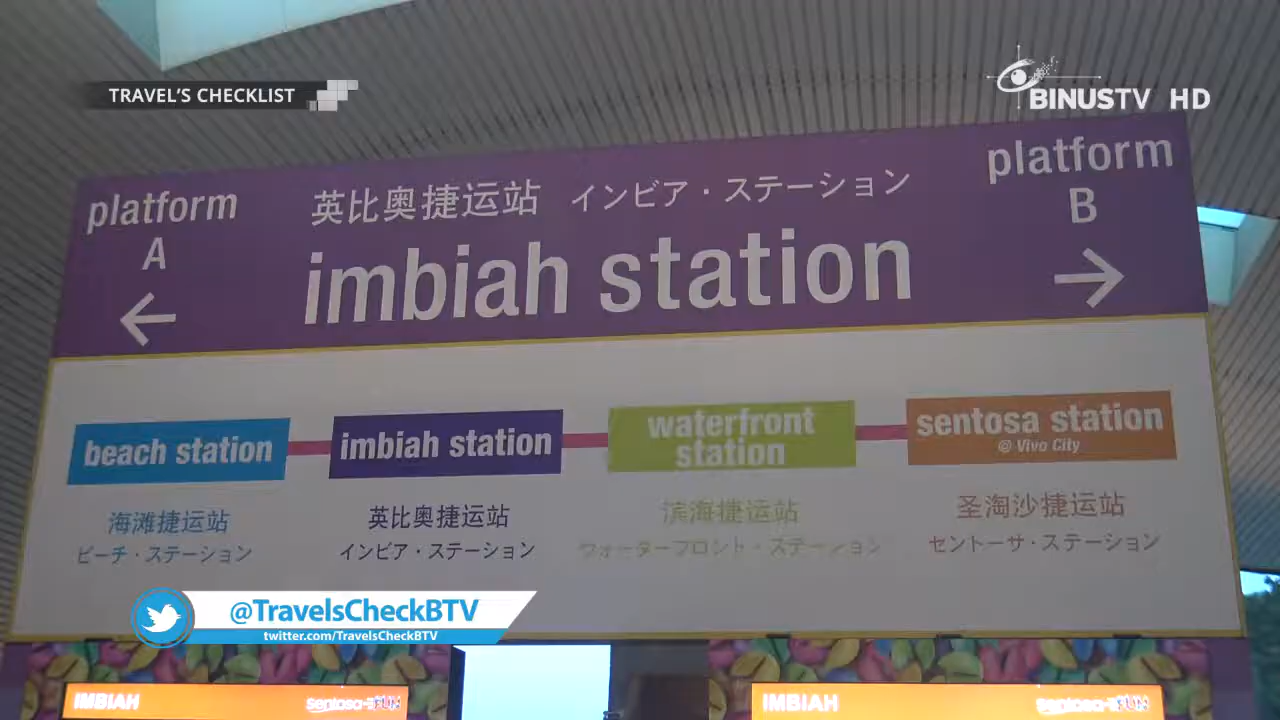 TRAVEL'S CHECKLIST
BINUSTV HD
platform
A
←
英比奥捷运站 インビア・ステーション
imbiah station
platform
B
→
beach station
海滩捷运站
ビーチ・ステーション
imbiah station
英比奥捷运站
インビア・ステーション
waterfront
station
滨海捷运站
ウォーターフロント・ステーション
sentosa station
@ Vivo City
圣淘沙捷运站
セントーサ・ステーション
@TravelsCheckBTV
twitter.com/TravelsCheckBTV
IMBIAH
IMBIAH